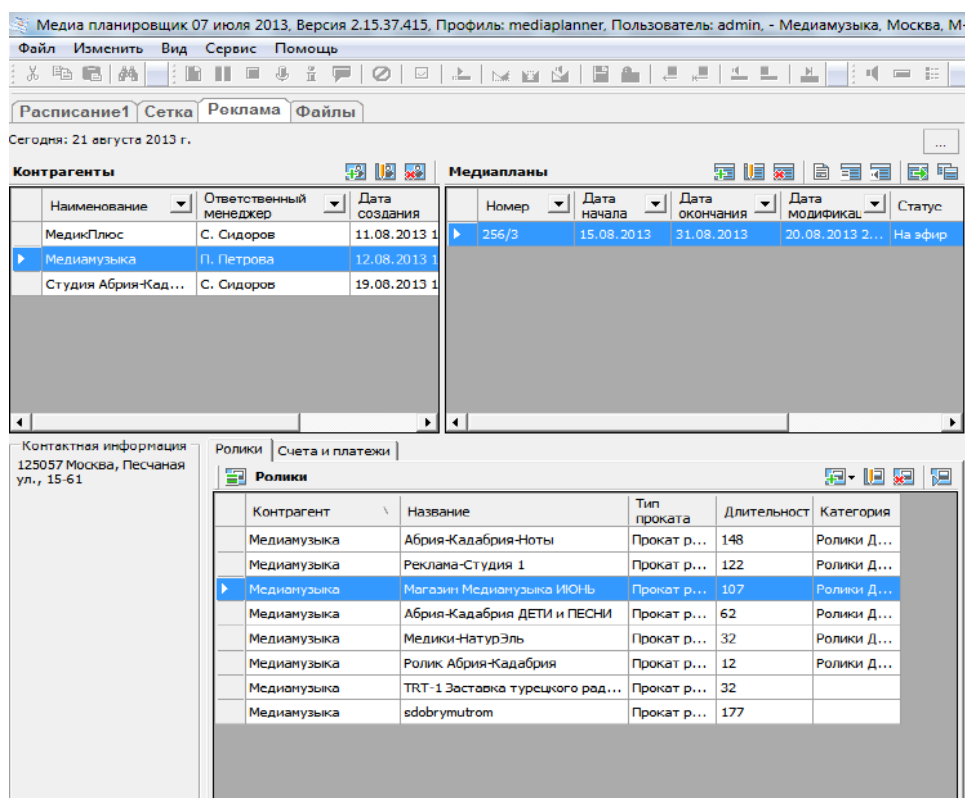 Медиа планировщик 07 июля 2013, Версия 2.15.37.415, Профиль: mediaplanner, Пользователь: admin, - Медиамузыка, Москва, М-
Файл Изменить Вид Сервис Помощь
Расписание1 Сетка Реклама Файлы
Сегодня: 21 августа 2013 г.
...
Контрагенты Медиапланы
Наименование Ответственный менеджер Дата создания Номер Дата начала Дата окончания Дата модификац Статус
МедикПлюс С. Сидоров 11.08.2013 1 256/3 15.08.2013 31.08.2013 20.08.2013 2... На эфир
Медиамузыка П. Петрова 12.08.2013 1
Студия Абрия-Кад... С. Сидоров 19.08.2013 1
Контактная информация
125057 Москва, Песчаная
ул., 15-61
Ролики Счета и платежи
Ролики
Контрагент Название Тип проката Длительност Категория
Медиамузыка Абрия-Кадабрия-Ноты Прокат р... 148 Ролики Д...
Медиамузыка Реклама-Студия 1 Прокат р... 122 Ролики Д...
Медиамузыка Магазин Медиамузыка ИЮНЬ Прокат р... 107 Ролики Д...
Медиамузыка Абрия-Кадабрия ДЕТИ и ПЕСНИ Прокат р... 62 Ролики Д...
Медиамузыка Медики-НатурЭль Прокат р... 32 Ролики Д...
Медиамузыка Ролик Абрия-Кадабрия Прокат р... 12 Ролики Д...
Медиамузыка TRT-1 Заставка турецкого рад... Прокат р... 32
Медиамузыка sdobrymutrom Прокат р... 177